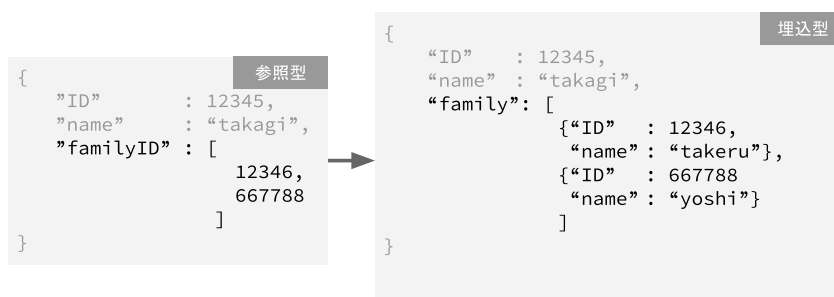 参照型
{
”ID” : 12345,
”name” : “takagi”,
”familyID” : [
12346,
667788
]
}
埋込型
{
“ID” : 12345,
“name” : “takagi”,
“family”: [
{“ID” : 12346,
“name” : “takeru”},
{“ID” : 667788
“name” : “yoshi”}
]
}